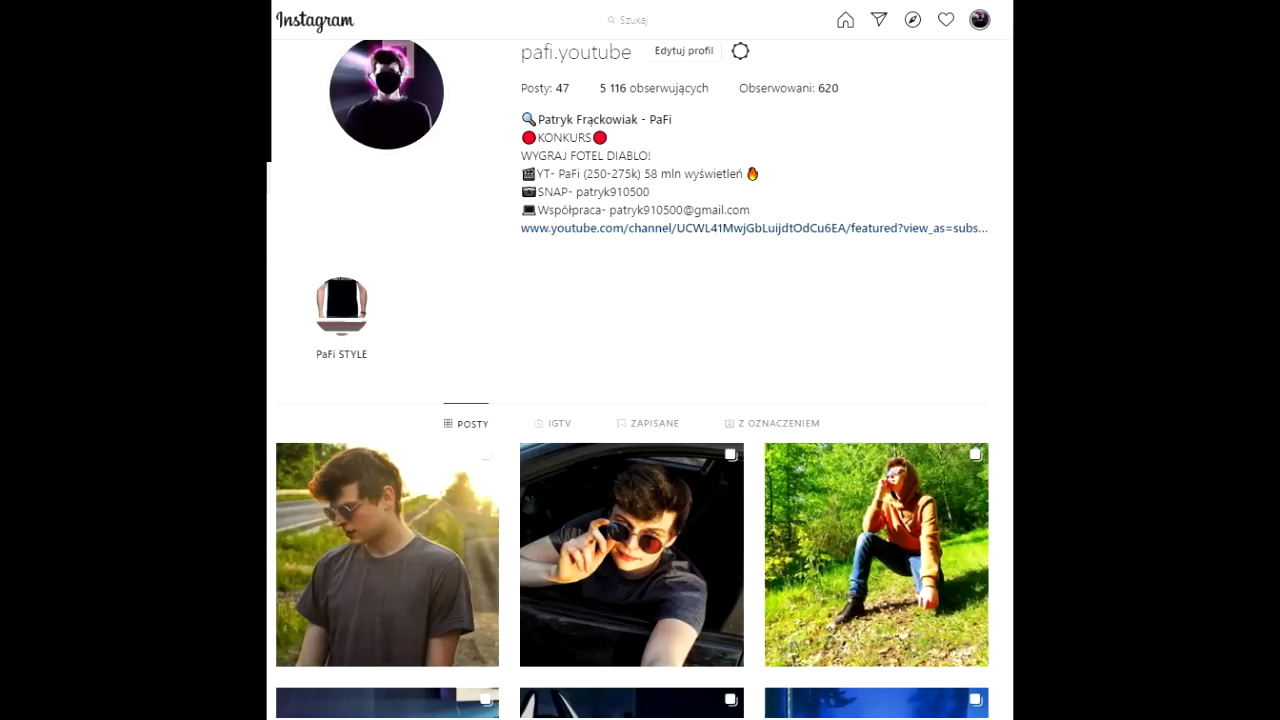 Instagram
Szukaj
pafi.youtube Edytuj profil
Posty: 47 5 116 obserwujących Obserwowani: 620
🔍Patryk Frąckowiak - PaFi
🔴KONKURS🔴
WYGRAJ FOTEL DIABLO!
🎬YT- PaFi (250-275k) 58 mln wyświetleń 🔥
📷SNAP- patryk910500
💻Współpraca- patryk910500@gmail.com
www.youtube.com/channel/UCWL41MwjGbLuijdtOdCu6EA/featured?view_as=subs...
PaFi STYLE
POSTY IGTV ZAPISANE Z OZNACZENIEM